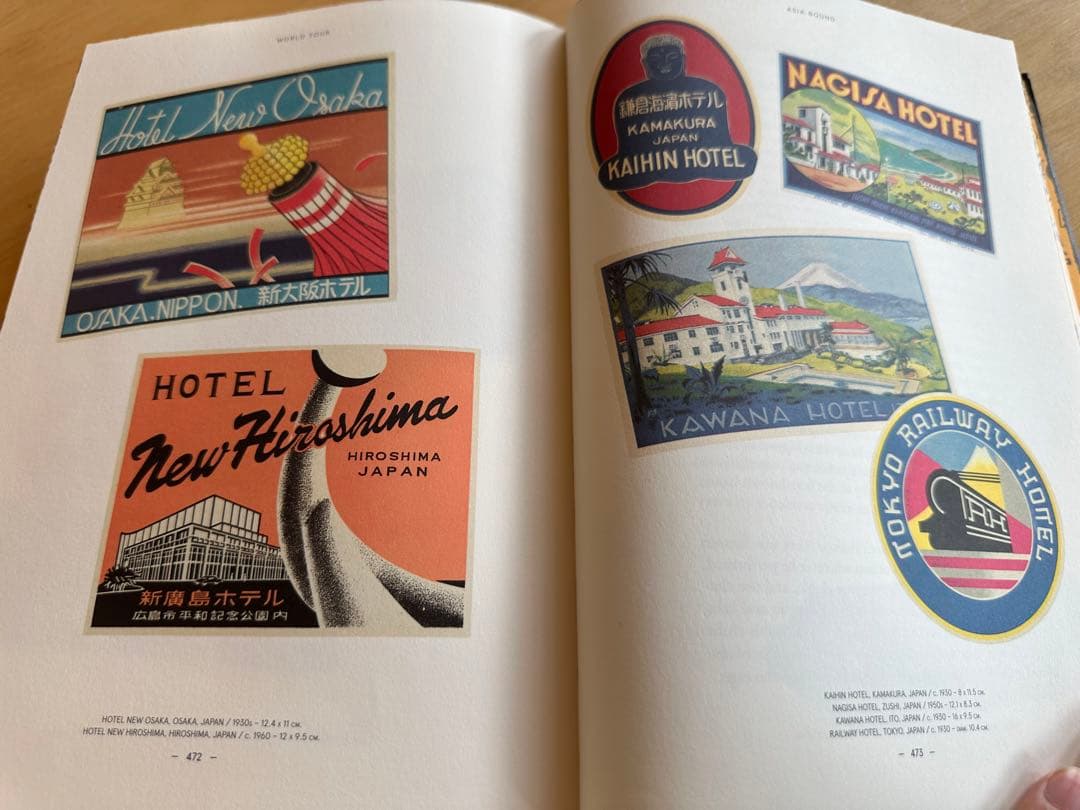 WORLD TOUR
Hotel New Osaka
OSAKA. NIPPON. 新大阪ホテル
HOTEL
New Hiroshima
HIROSHIMA
JAPAN
新廣島ホテル
広島市平和記念公園内
HOTEL NEW OSAKA, OSAKA, JAPAN / 1930s – 12.4 x 11 CM.
HOTEL NEW HIROSHIMA, HIROSHIMA, JAPAN / C. 1960 – 12 x 9.5 CM.
– 472 –
ASIA-BOUND
鎌倉海濱ホテル
KAMAKURA
JAPAN
KAIHIN HOTEL
NAGISA HOTEL
KAWANA HOTEL
TOKYO RAILWAY HOTEL
TRH
KAIHIN HOTEL, KAMAKURA, JAPAN / C. 1930 – 8 x 11.5 CM.
NAGISA HOTEL, ZUSHI, JAPAN / 1950s – 12.1 x 8.3 CM.
KAWANA HOTEL, ITO, JAPAN / C. 1930 – 16 x 9.5 CM.
RAILWAY HOTEL, TOKYO, JAPAN / C. 1930 – DIAM. 10.4 CM.
– 473 –